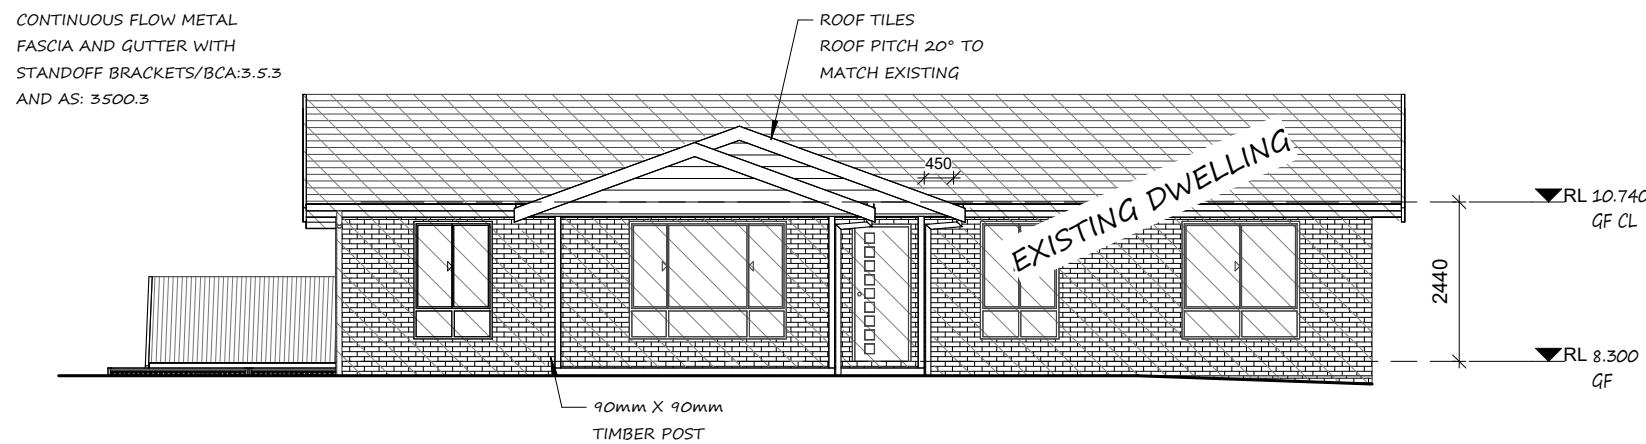 CONTINUOUS FLOW METAL
FASCIA AND GUTTER WITH
STANDOFF BRACKETS/BCA:3.5.3
AND AS: 3500.3
ROOF TILES
ROOF PITCH 20° TO
MATCH EXISTING
450
EXISTING DWELLING
RL 10.740
GF CL
2440
RL 8.300
GF
90mm X 90mm
TIMBER POST